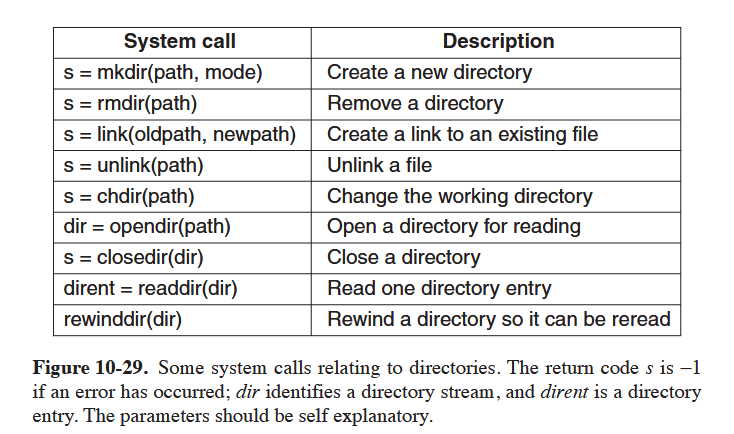 System call Description
s = mkdir(path, mode) Create a new directory
s = rmdir(path) Remove a directory
s = link(oldpath, newpath) Create a link to an existing file
s = unlink(path) Unlink a file
s = chdir(path) Change the working directory
dir = opendir(path) Open a directory for reading
s = closedir(dir) Close a directory
dirent = readdir(dir) Read one directory entry
rewinddir(dir) Rewind a directory so it can be reread
Figure 10-29. Some system calls relating to directories. The return code s is −1
if an error has occurred; dir identifies a directory stream, and dirent is a directory
entry. The parameters should be self explanatory.